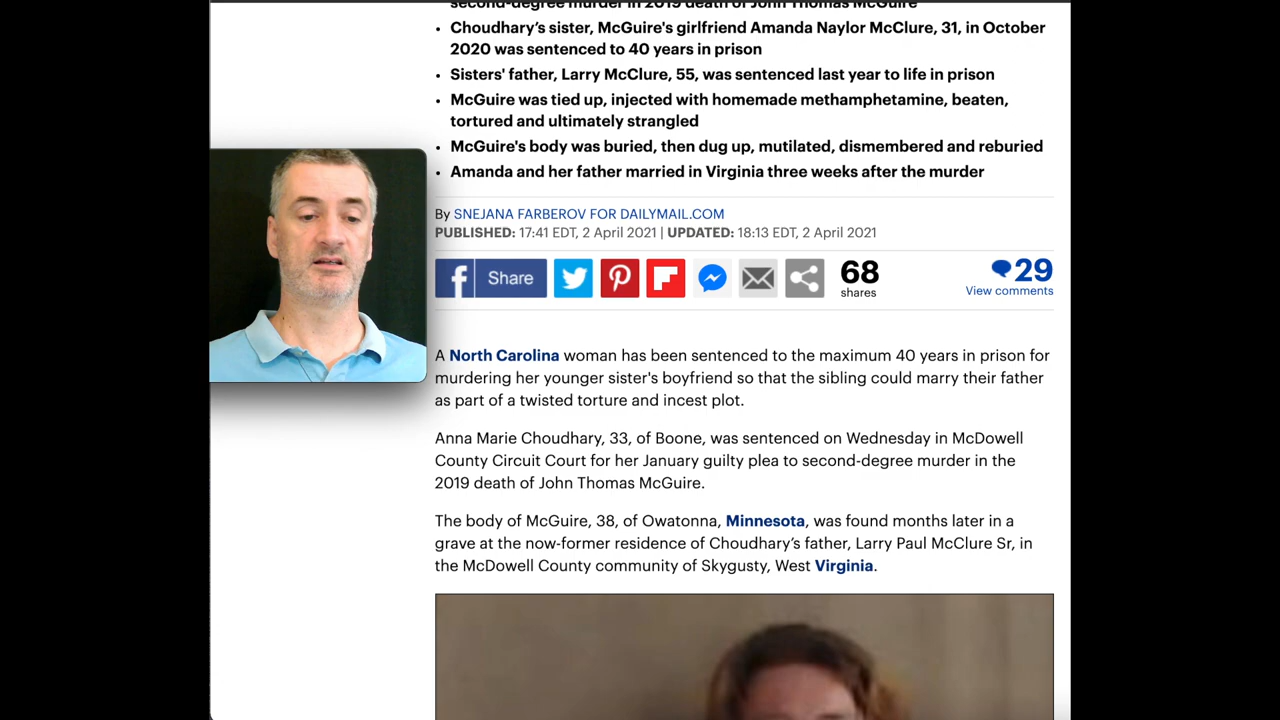 second-degree murder in 2019 death of John Thomas McGuire
• Choudhary's sister, McGuire's girlfriend Amanda Naylor McClure, 31, in October
2020 was sentenced to 40 years in prison
• Sisters' father, Larry McClure, 55, was sentenced last year to life in prison
• McGuire was tied up, injected with homemade methamphetamine, beaten,
tortured and ultimately strangled
• McGuire's body was buried, then dug up, mutilated, dismembered and reburied
• Amanda and her father married in Virginia three weeks after the murder
By SNEJANA FARBEROV FOR DAILYMAIL.COM
PUBLISHED: 17:41 EDT, 2 April 2021 | UPDATED: 18:13 EDT, 2 April 2021
Share
68
shares
29
View comments
A North Carolina woman has been sentenced to the maximum 40 years in prison for
murdering her younger sister's boyfriend so that the sibling could marry their father
as part of a twisted torture and incest plot.
Anna Marie Choudhary, 33, of Boone, was sentenced on Wednesday in McDowell
County Circuit Court for her January guilty plea to second-degree murder in the
2019 death of John Thomas McGuire.
The body of McGuire, 38, of Owatonna, Minnesota, was found months later in a
grave at the now-former residence of Choudhary's father, Larry Paul McClure Sr, in
the McDowell County community of Skygusty, West Virginia.